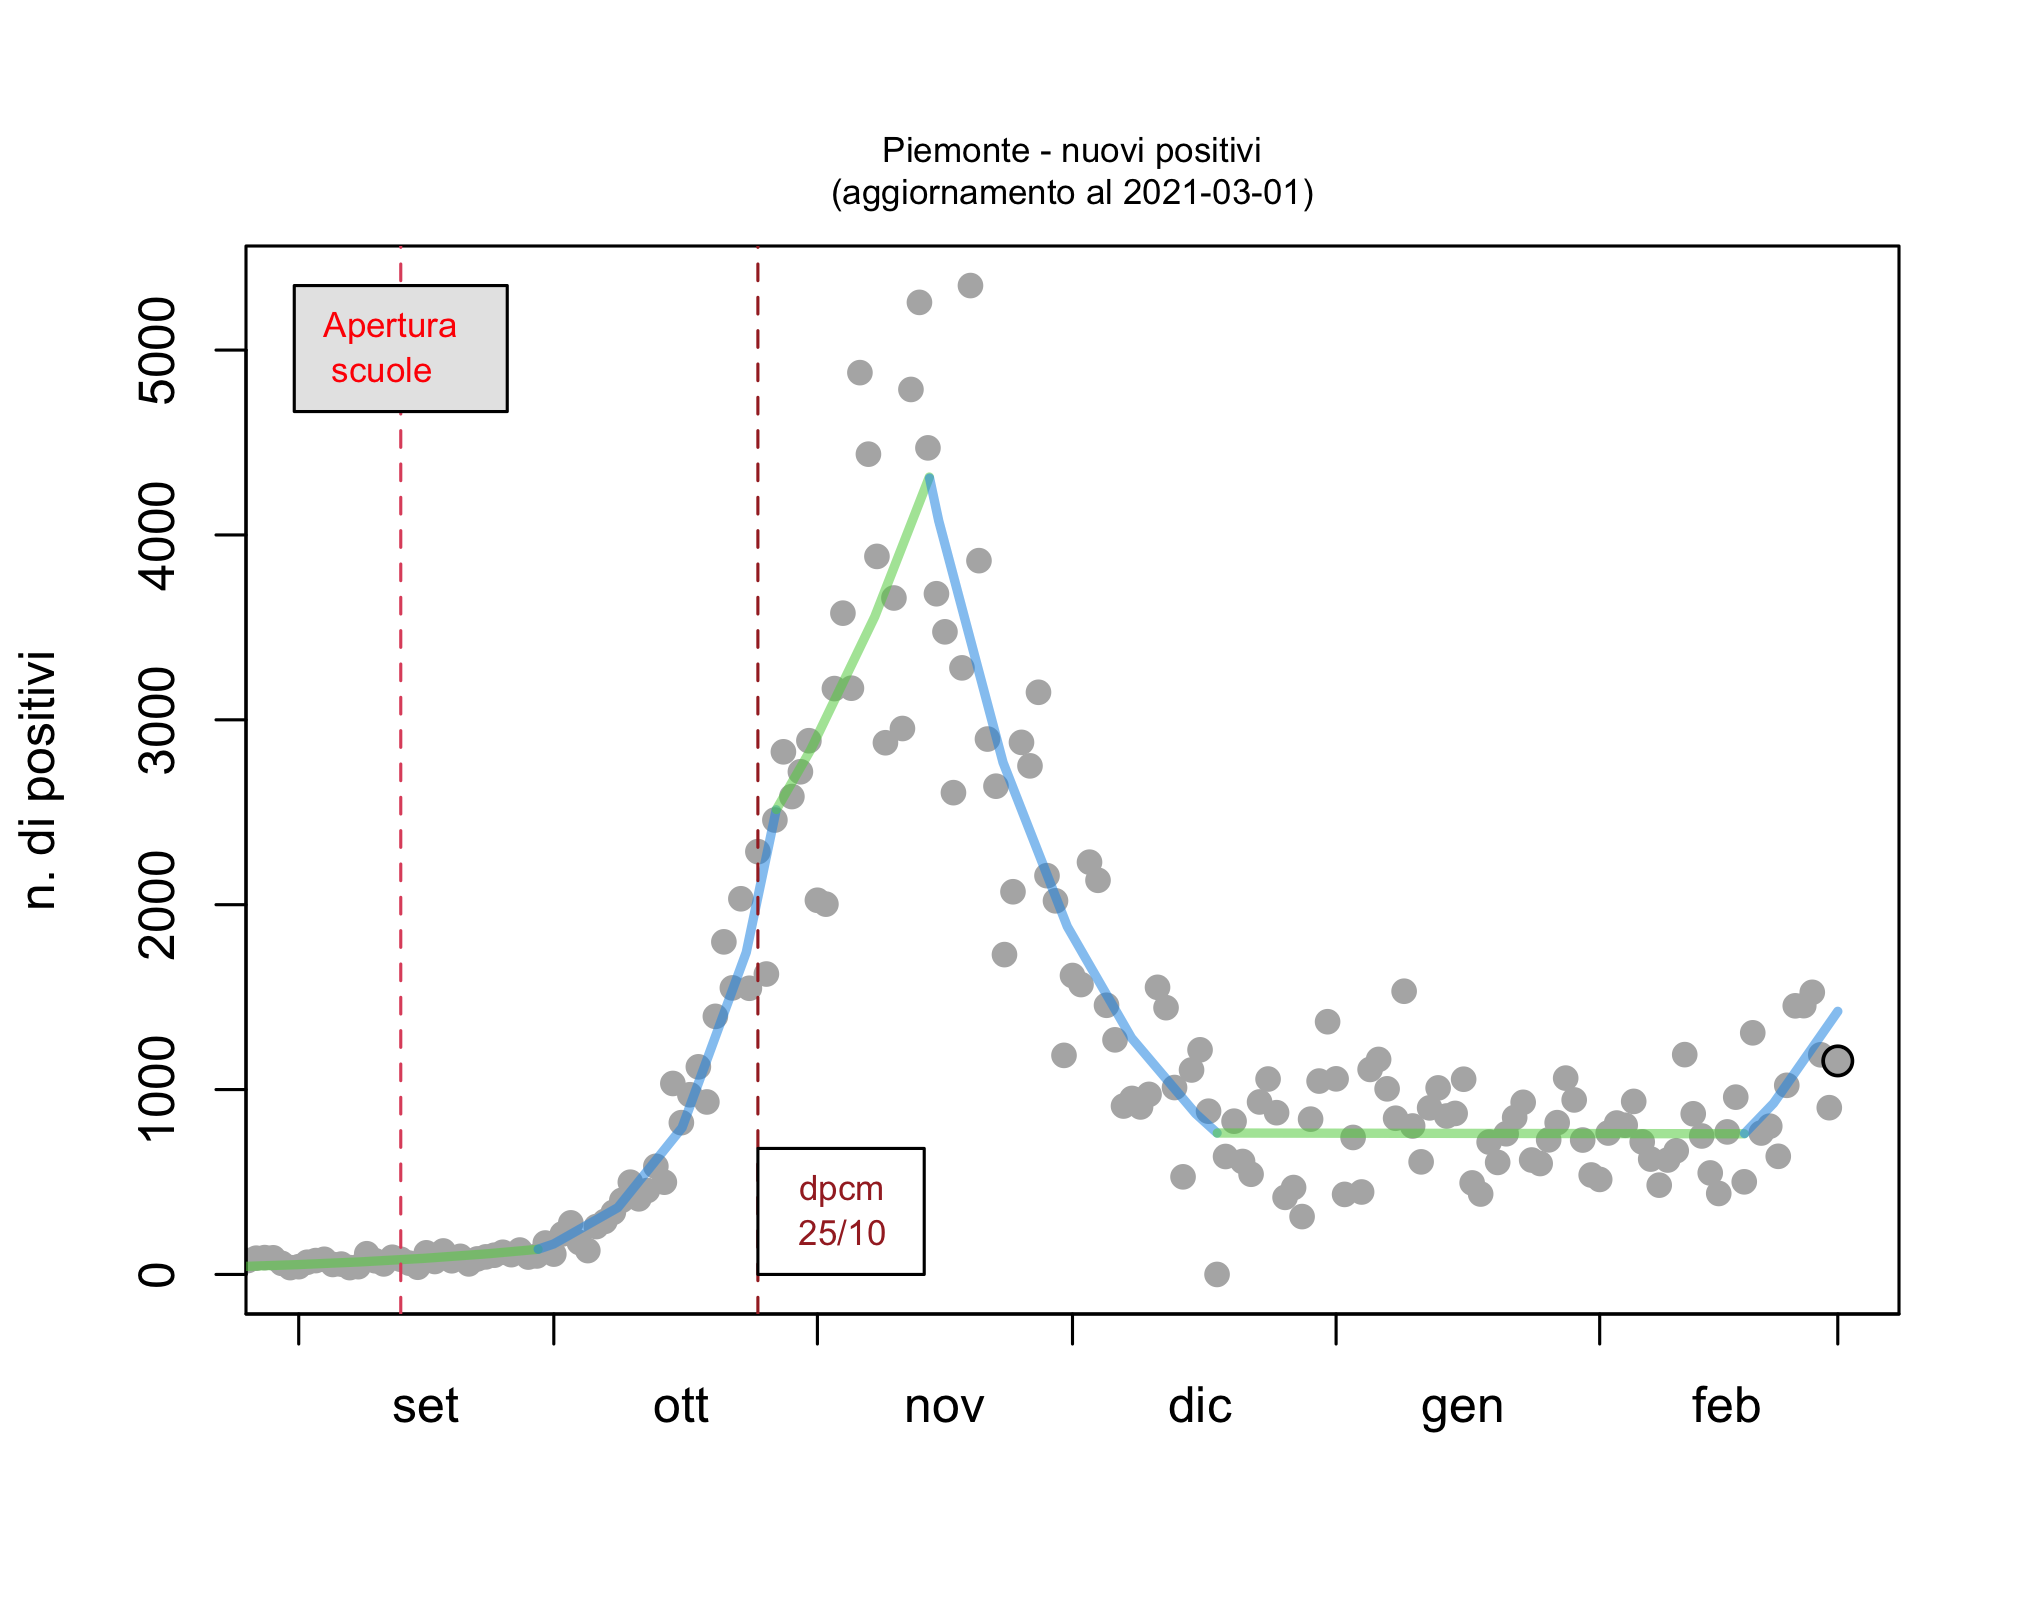 Piemonte - nuovi positivi
(aggiornamento al 2021-03-01)
n. di positivi
5000
4000
3000
2000
1000
0
Apertura
scuole
dpcm
25/10
set ott nov dic gen feb